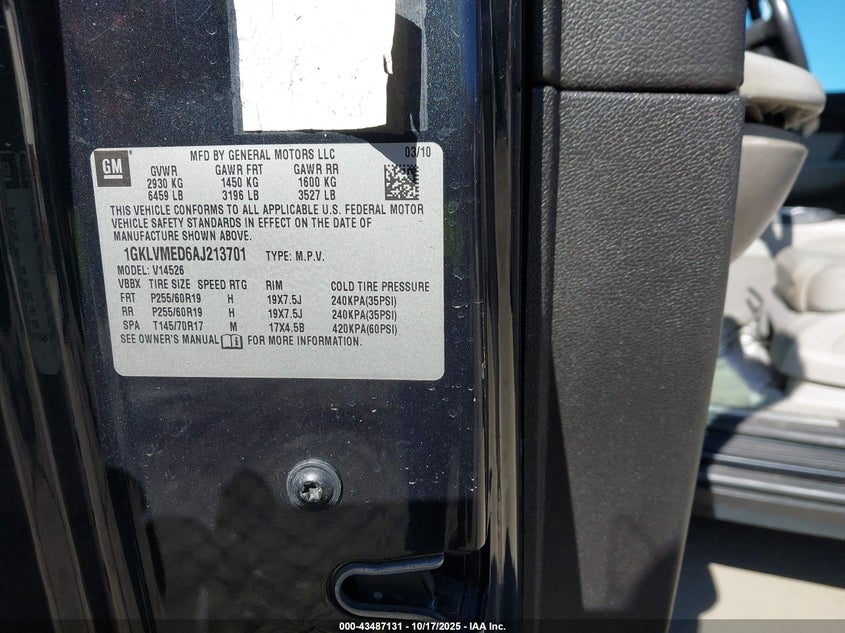 MFD BY GENERAL MOTORS LLC 03/10
GM
GVWR GAWR FRT GAWR RR
2930 KG 1450 KG 1600 KG
6459 LB 3196 LB 3527 LB
THIS VEHICLE CONFORMS TO ALL APPLICABLE U.S. FEDERAL MOTOR
VEHICLE SAFETY STANDARDS IN EFFECT ON THE DATE OF
MANUFACTURE SHOWN ABOVE.
1GKLVMED6AJ213701 TYPE: M.P.V.
MODEL: V14526
VBBX TIRE SIZE SPEED RTG RIM COLD TIRE PRESSURE
FRT P255/60R19 H 19X7.5J 240KPA(35PSI)
RR P255/60R19 H 19X7.5J 240KPA(35PSI)
SPA T145/70R17 M 17X4.5B 420KPA(60PSI)
SEE OWNER'S MANUAL FOR MORE INFORMATION.
000-43487131 - 10/17/2025 - IAA Inc.